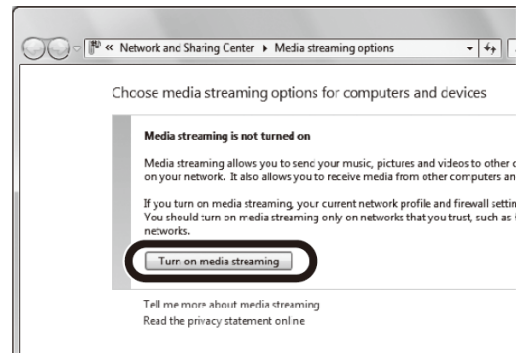 « Network and Sharing Center ▸ Media streaming options
Choose media streaming options for computers and devices
Media streaming is not turned on
Media streaming allows you to send your music, pictures and videos to other
on your network. It also allows you to receive media from other computers an
If you turn on media streaming, your current network profile and firewall settin
You should turn on media streaming only on networks that you trust, such as
networks.
Turn on media streaming
Tell me more about media streaming
Read the privacy statement online